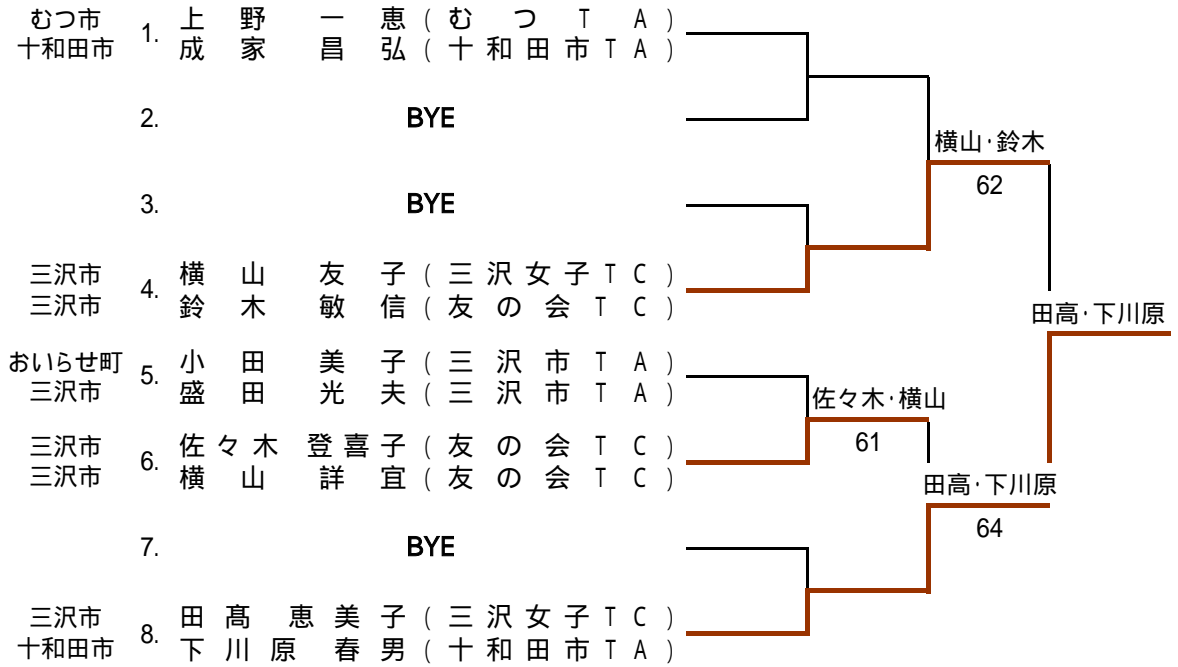 むつ市 1. 上野 一恵(むつTA)
十和田市 成家 昌弘(十和田市TA)
2. BYE
横山・鈴木
62
3. BYE
三沢市 4. 横山 友子(三沢女子TC)
三沢市 鈴木 敏信(友の会TC)
田高・下川原
おいらせ町 5. 小田 美子(三沢市TA)
三沢市 盛田 光夫(三沢市TA)
佐々木・横山
61
三沢市 6. 佐々木 登喜子(友の会TC)
三沢市 横山 詳宜(友の会TC)
田高・下川原
64
7. BYE
三沢市 8. 田髙 恵美子(三沢女子TC)
十和田市 下川原 春男(十和田市TA)